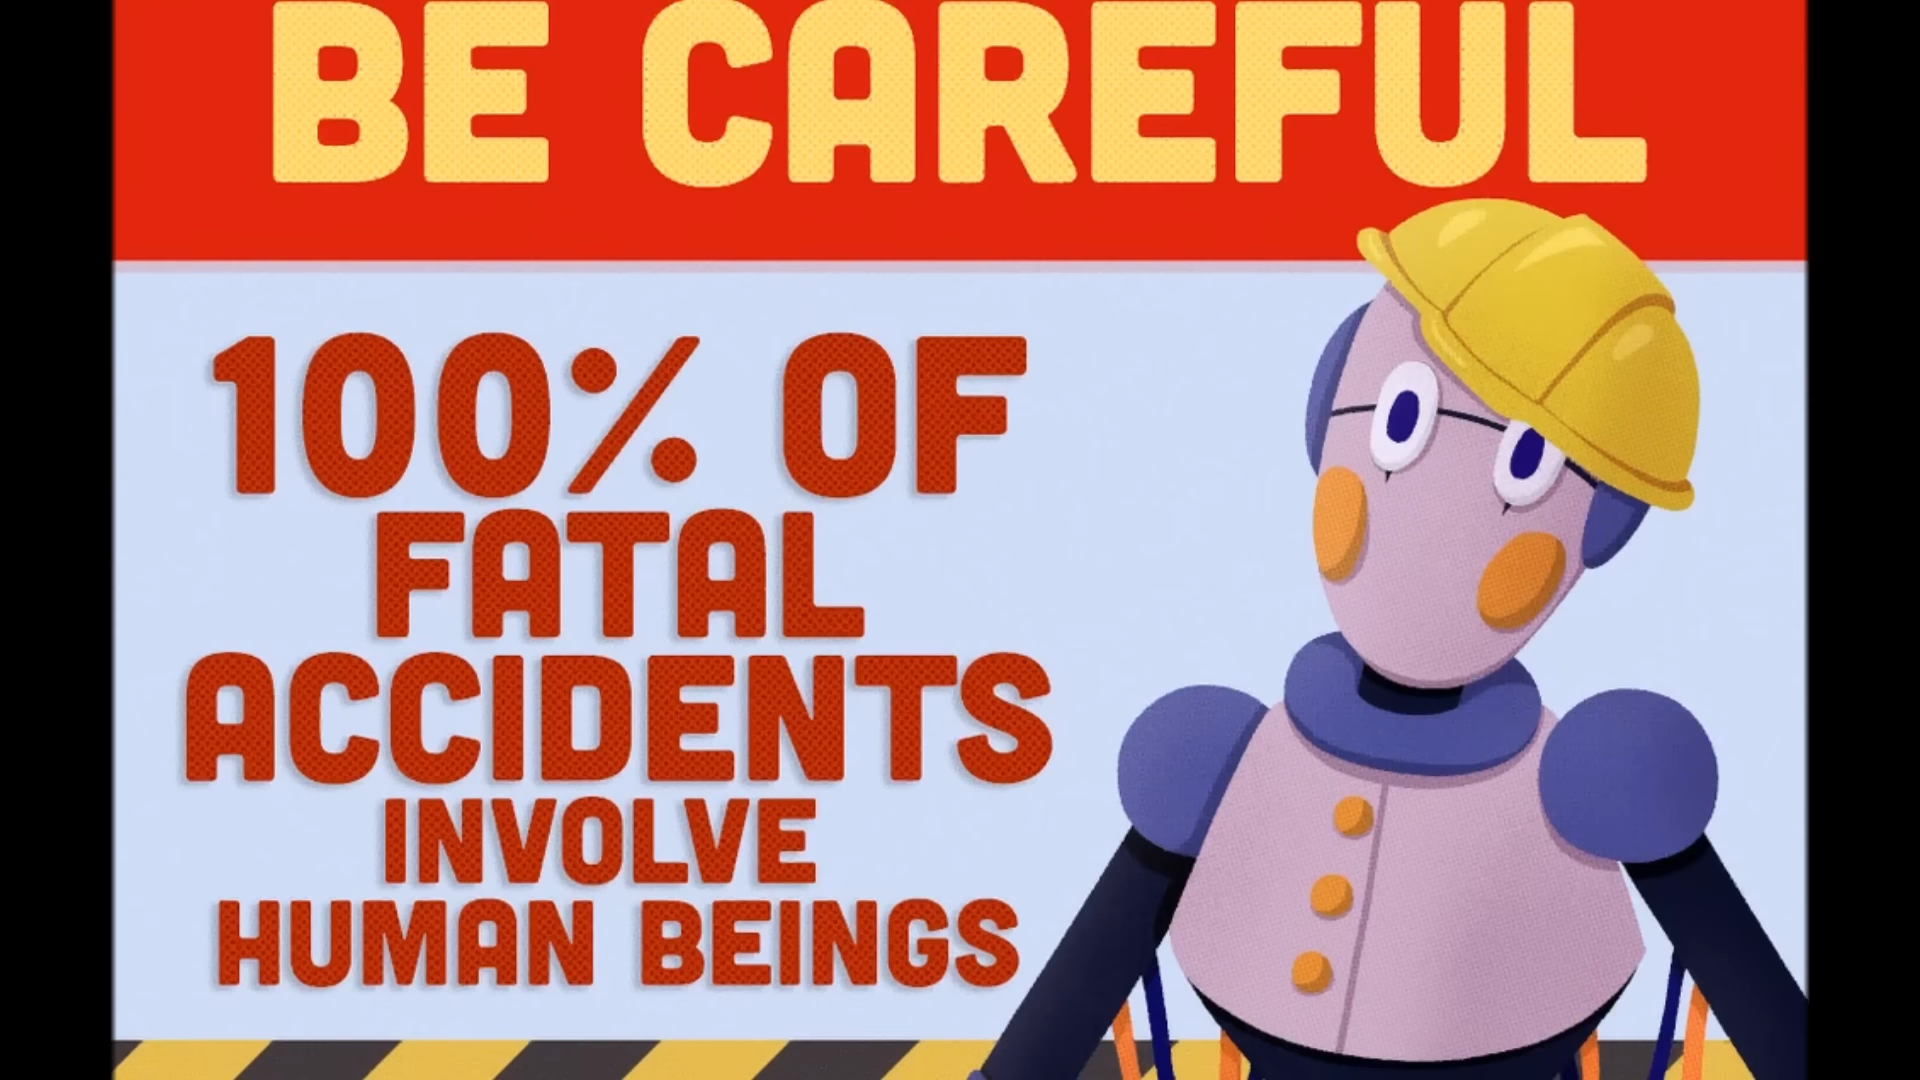 BE CAREFUL
100% OF
FATAL
ACCIDENTS
INVOLVE
HUMAN BEINGS